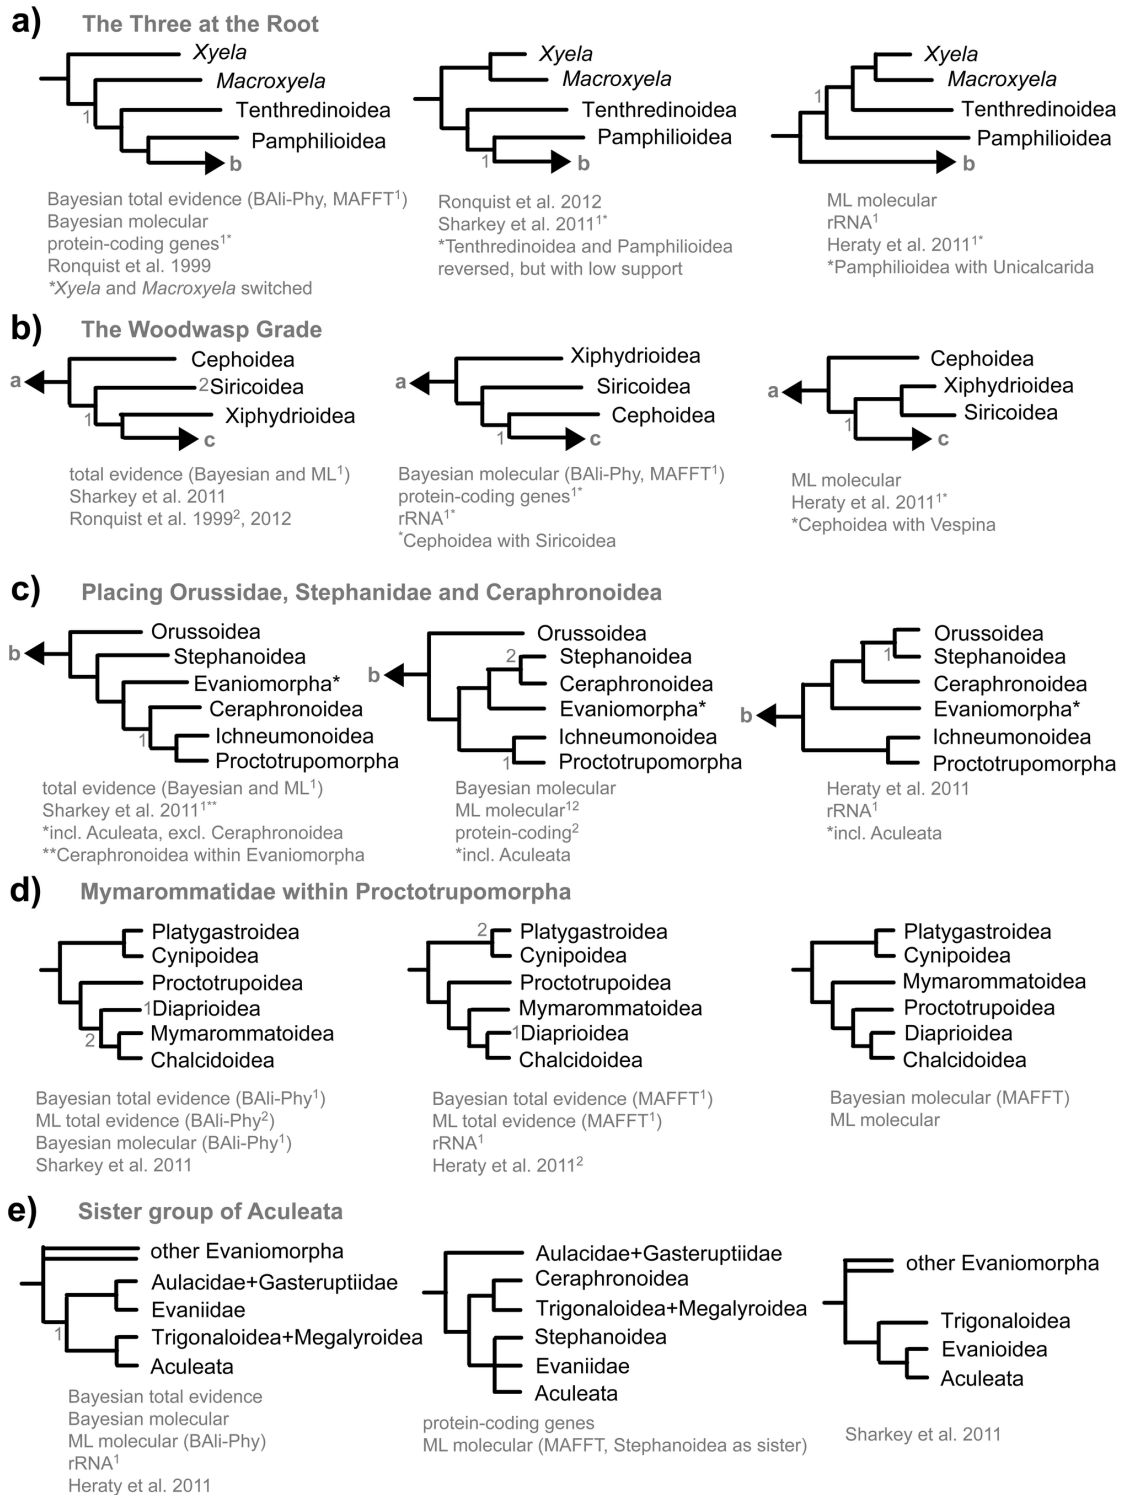 a) The Three at the Root
Xyela
Macroxyela
1
Tenthredinoidea
Pamphilioidea
b
Bayesian total evidence (BAli-Phy, MAFFT¹)
Bayesian molecular
protein-coding genes¹*
Ronquist et al. 1999
*Xyela and Macroxyela switched
Xyela
Macroxyela
Tenthredinoidea
Pamphilioidea
1
b
Ronquist et al. 2012
Sharkey et al. 2011¹*
*Tenthredinoidea and Pamphilioidea
reversed, but with low support
Xyela
Macroxyela
1
Tenthredinoidea
Pamphilioidea
b
ML molecular
rRNA¹
Heraty et al. 2011¹*
*Pamphilioidea with Unicalcarida
b) The Woodwasp Grade
Cephoidea
a
2Siricoidea
1
Xiphydrioidea
c
total evidence (Bayesian and ML¹)
Sharkey et al. 2011
Ronquist et al. 1999², 2012
Xiphydrioidea
a
Siricoidea
Cephoidea
1
c
Bayesian molecular (BAli-Phy, MAFFT¹)
protein-coding genes¹*
rRNA¹*
*Cephoidea with Siricoidea
Cephoidea
a
Xiphydrioidea
Siricoidea
1
c
ML molecular
Heraty et al. 2011¹*
*Cephoidea with Vespina
c) Placing Orussidae, Stephanidae and Ceraphronoidea
Orussoidea
b
Stephanoidea
Evaniomorpha*
Ceraphronoidea
1
Ichneumonoidea
Proctotrupomorpha
total evidence (Bayesian and ML¹)
Sharkey et al. 2011¹**
*incl. Aculeata, excl. Ceraphronoidea
**Ceraphronoidea within Evaniomorpha
Orussoidea
2
Stephanoidea
b
Ceraphronoidea
Evaniomorpha*
Ichneumonoidea
1
Proctotrupomorpha
Bayesian molecular
ML molecular¹²
protein-coding²
*incl. Aculeata
Orussoidea
1
Stephanoidea
Ceraphronoidea
Evaniomorpha*
b
Ichneumonoidea
Proctotrupomorpha
Heraty et al. 2011
rRNA¹
*incl. Aculeata
d) Mymarommatidae within Proctotrupomorpha
Platygastroidea
Cynipoidea
Proctotrupoidea
1Diaprioidea
2
Mymarommatoidea
Chalcidoidea
Bayesian total evidence (BAli-Phy¹)
ML total evidence (BAli-Phy²)
Bayesian molecular (BAli-Phy¹)
Sharkey et al. 2011
2
Platygastroidea
Cynipoidea
Proctotrupoidea
Mymarommatoidea
1Diaprioidea
Chalcidoidea
Bayesian total evidence (MAFFT¹)
ML total evidence (MAFFT¹)
rRNA¹
Heraty et al. 2011²
Platygastroidea
Cynipoidea
Mymarommatoidea
Proctotrupoidea
Diaprioidea
Chalcidoidea
Bayesian molecular (MAFFT)
ML molecular
e) Sister group of Aculeata
other Evaniomorpha
Aulacidae+Gasteruptiidae
Evaniidae
1
Trigonaloidea+Megalyroidea
Aculeata
Bayesian total evidence
Bayesian molecular
ML molecular (BAli-Phy)
rRNA¹
Heraty et al. 2011
Aulacidae+Gasteruptiidae
Ceraphronoidea
Trigonaloidea+Megalyroidea
Stephanoidea
Evaniidae
Aculeata
protein-coding genes
ML molecular (MAFFT, Stephanoidea as sister)
other Evaniomorpha
Trigonaloidea
Evanioidea
Aculeata
Sharkey et al. 2011